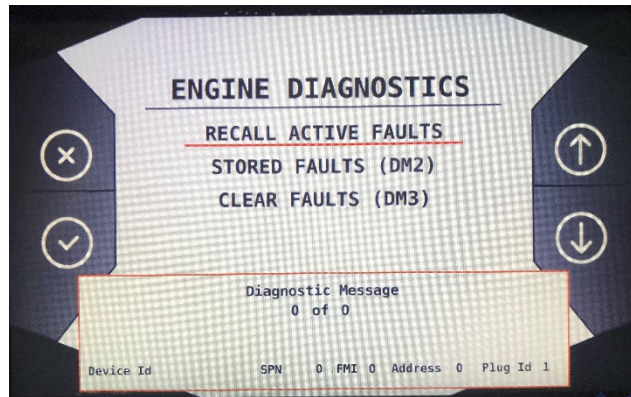 ENGINE DIAGNOSTICS
RECALL ACTIVE FAULTS
STORED FAULTS (DM2)
CLEAR FAULTS (DM3)
Diagnostic Message
0 of 0
Device Id SPN 0 FMI 0 Address 0 Plug Id 1